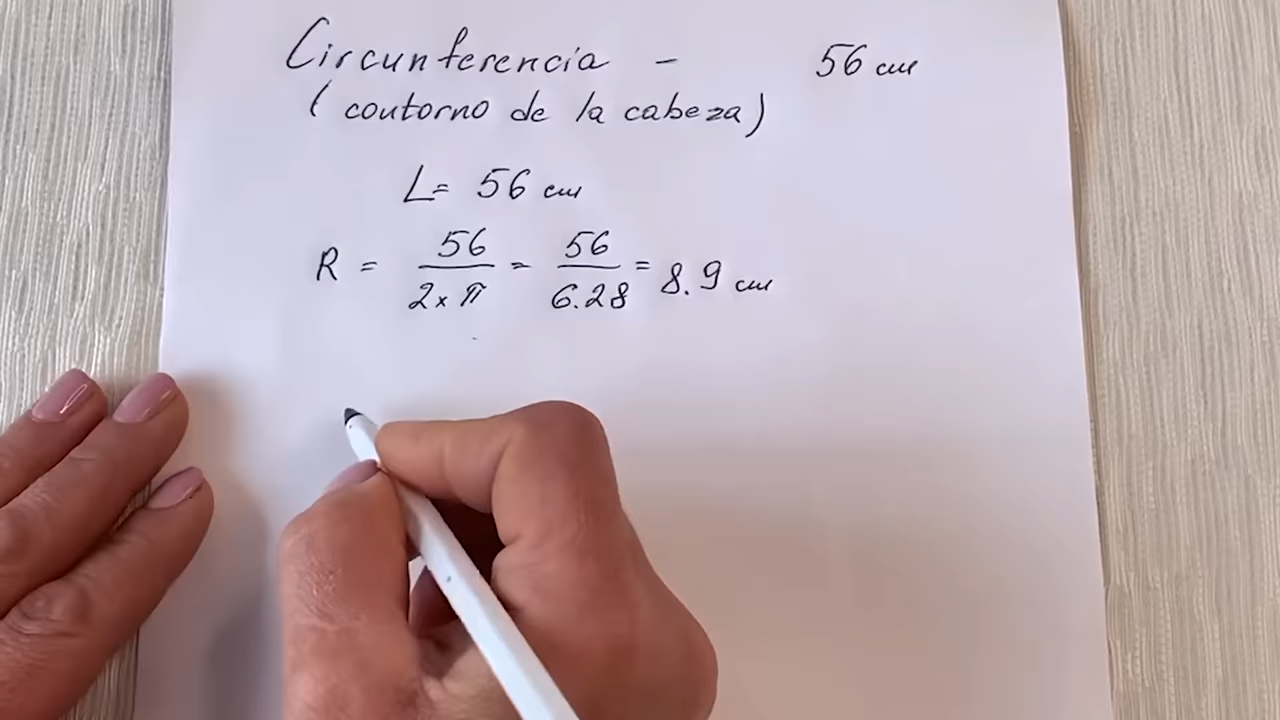 Circunferencia - 56 cm
(contorno de la cabeza)
L= 56 cm
R = 56/2×π = 56/6.28 = 8.9 cm